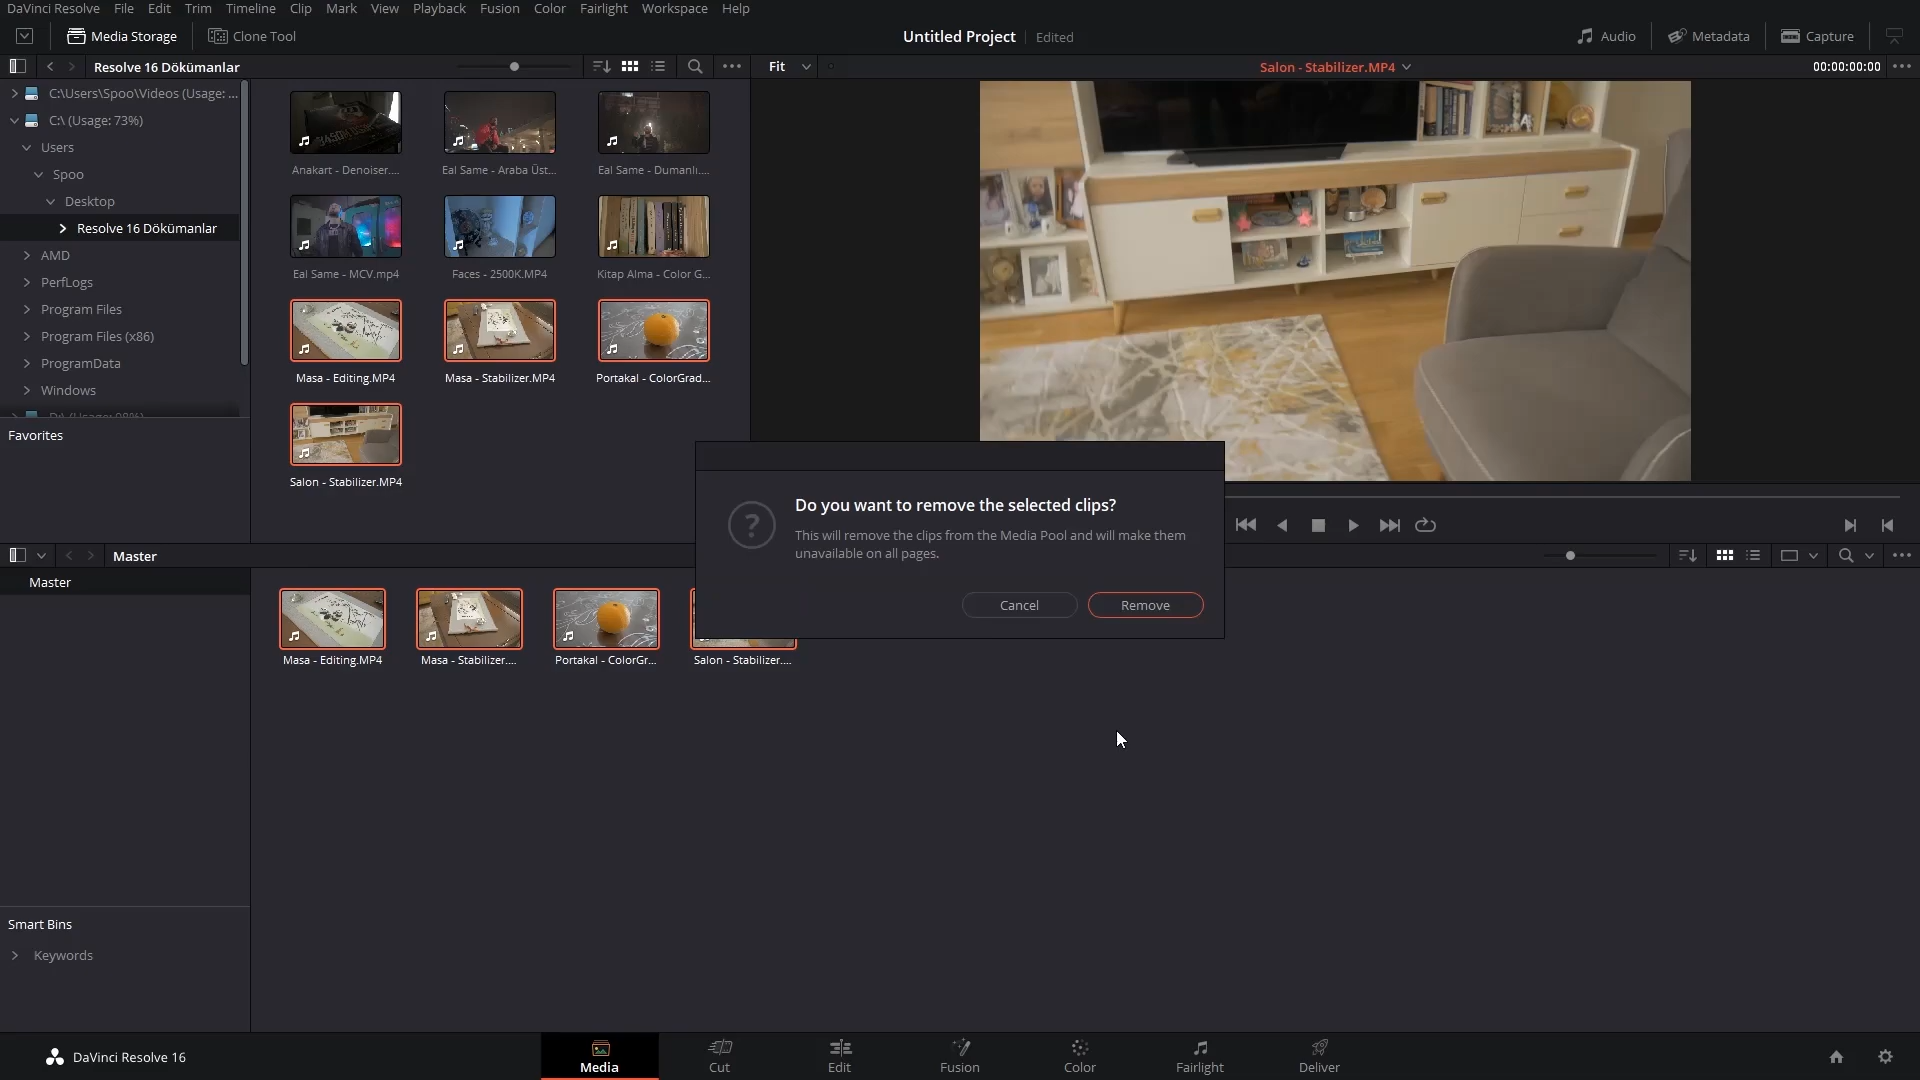 DaVinci Resolve File Edit Trim Timeline Clip Mark View Playback Fusion Color Fairlight Workspace Help
Media Storage Clone Tool Untitled Project Edited Audio Metadata Capture
Resolve 16 Dökümanlar Fit Salon - Stabilizer.MP4 00:00:00:00
C:\Users\Spoo\Videos (Usage: ...
C:\ (Usage: 73%)
Users
Spoo
Desktop
Resolve 16 Dökümanlar
AMD
PerfLogs
Program Files
Program Files (x86)
ProgramData
Windows
D:\ (Usage: 98%)
Favorites
Anakart - Denoiser.... Eal Same - Araba Üst... Eal Same - Dumanlı....
Eal Same - MCV.mp4 Faces - 2500K.MP4 Kitap Alma - Color G...
Masa - Editing.MP4 Masa - Stabilizer.MP4 Portakal - ColorGrad...
Salon - Stabilizer.MP4
Do you want to remove the selected clips?
This will remove the clips from the Media Pool and will make them
unavailable on all pages.
Cancel Remove
Master
Master
Masa - Editing.MP4 Masa - Stabilizer.... Portakal - ColorGr... Salon - Stabilizer....
Smart Bins
Keywords
DaVinci Resolve 16 Media Cut Edit Fusion Color Fairlight Deliver